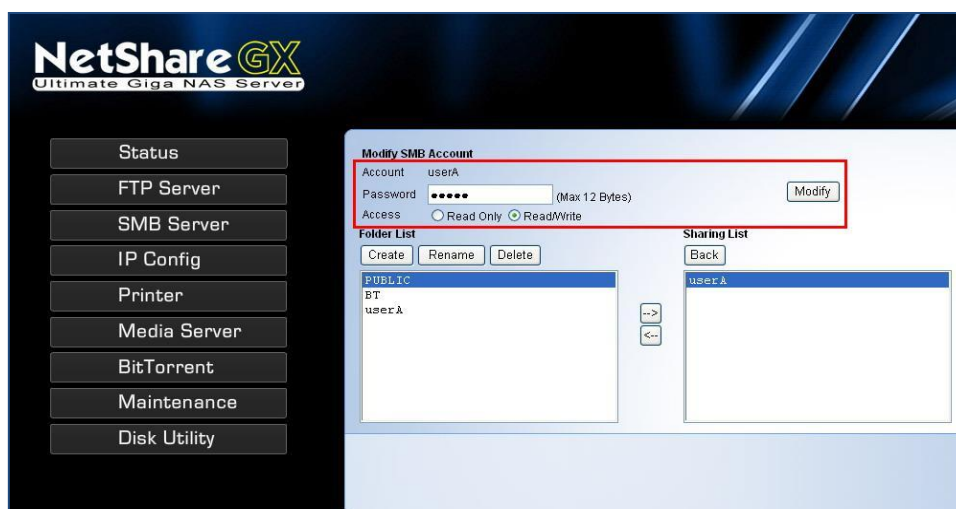 NetShare GX
Ultimate Giga NAS Server
Status
FTP Server
SMB Server
IP Config
Printer
Media Server
BitTorrent
Maintenance
Disk Utility
Modify SMB Account
Account userA
Password ••••• (Max 12 Bytes) Modify
Access Read Only Read/Write
Folder List
Create Rename Delete
PUBLIC
BT
userA
-->
<--
Sharing List
Back
userA